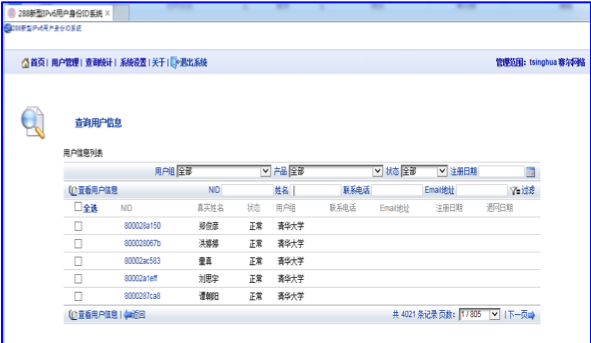 288新型IPv6用户身份ID系统 ×
288新型IPv6用户身份ID系统
首页 | 用户管理 | 查询统计 | 系统设置 | 关于 | 退出系统 管理范围: tsinghua 赛尔网络
查询用户信息
用户信息列表
用户组 全部 产品 全部 状态 全部 注册日期
查看用户信息 NID 姓名 联系电话 Email地址 过滤
全选 NID 真实姓名 状态 用户组 联系电话 Email地址 注册日期 退回日期
800028a150 郑俊彦 正常 清华大学
800028067b 洪婷婷 正常 清华大学
80002ac583 童真 正常 清华大学
80002a1eff 刘思宇 正常 清华大学
8000287ca8 谭朝阳 正常 清华大学
查看用户信息 | 返回 共 4021 条记录 页数: 1 / 805 | 下一页